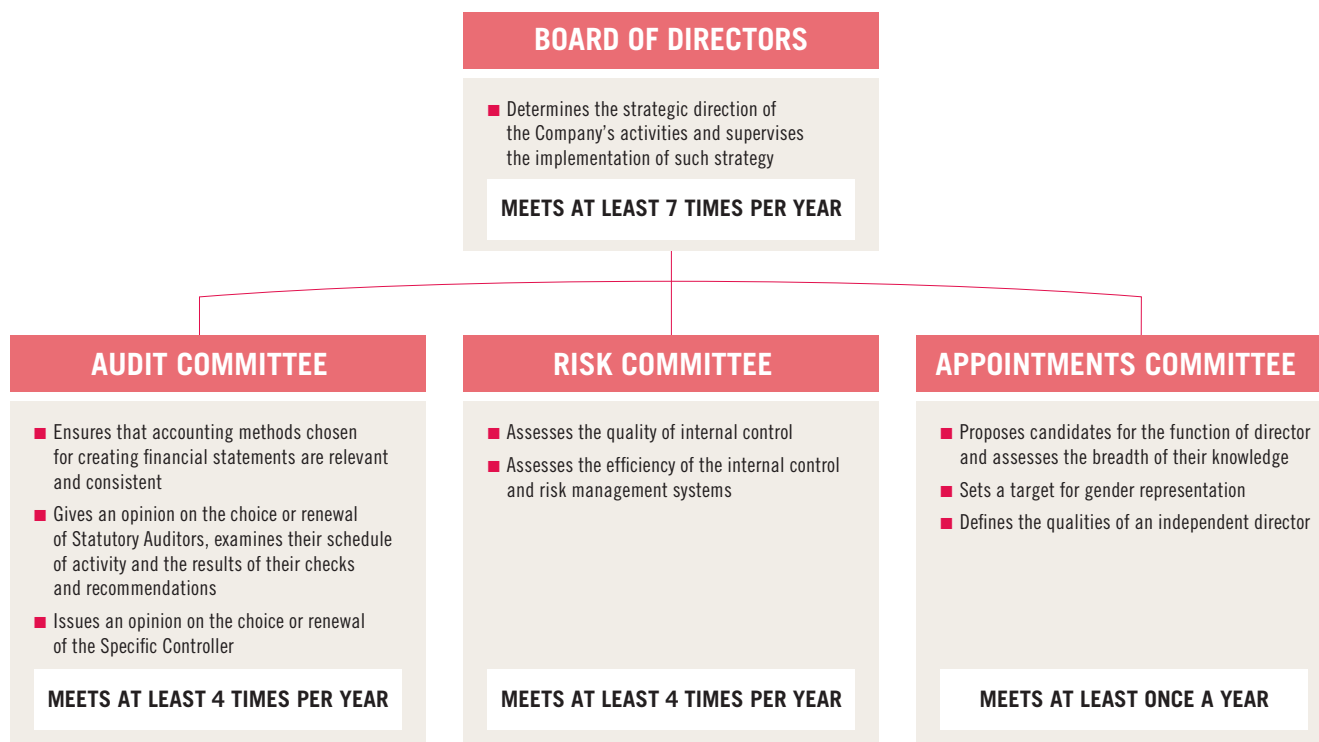 BOARD OF DIRECTORS
■ Determines the strategic direction of
the Company's activities and supervises
the implementation of such strategy
MEETS AT LEAST 7 TIMES PER YEAR
AUDIT COMMITTEE
■ Ensures that accounting methods chosen
for creating financial statements are relevant
and consistent
■ Gives an opinion on the choice or renewal
of Statutory Auditors, examines their schedule
of activity and the results of their checks
and recommendations
■ Issues an opinion on the choice or renewal
of the Specific Controller
MEETS AT LEAST 4 TIMES PER YEAR
RISK COMMITTEE
■ Assesses the quality of internal control
■ Assesses the efficiency of the internal control
and risk management systems
MEETS AT LEAST 4 TIMES PER YEAR
APPOINTMENTS COMMITTEE
■ Proposes candidates for the function of director
and assesses the breadth of their knowledge
■ Sets a target for gender representation
■ Defines the qualities of an independent director
MEETS AT LEAST ONCE A YEAR